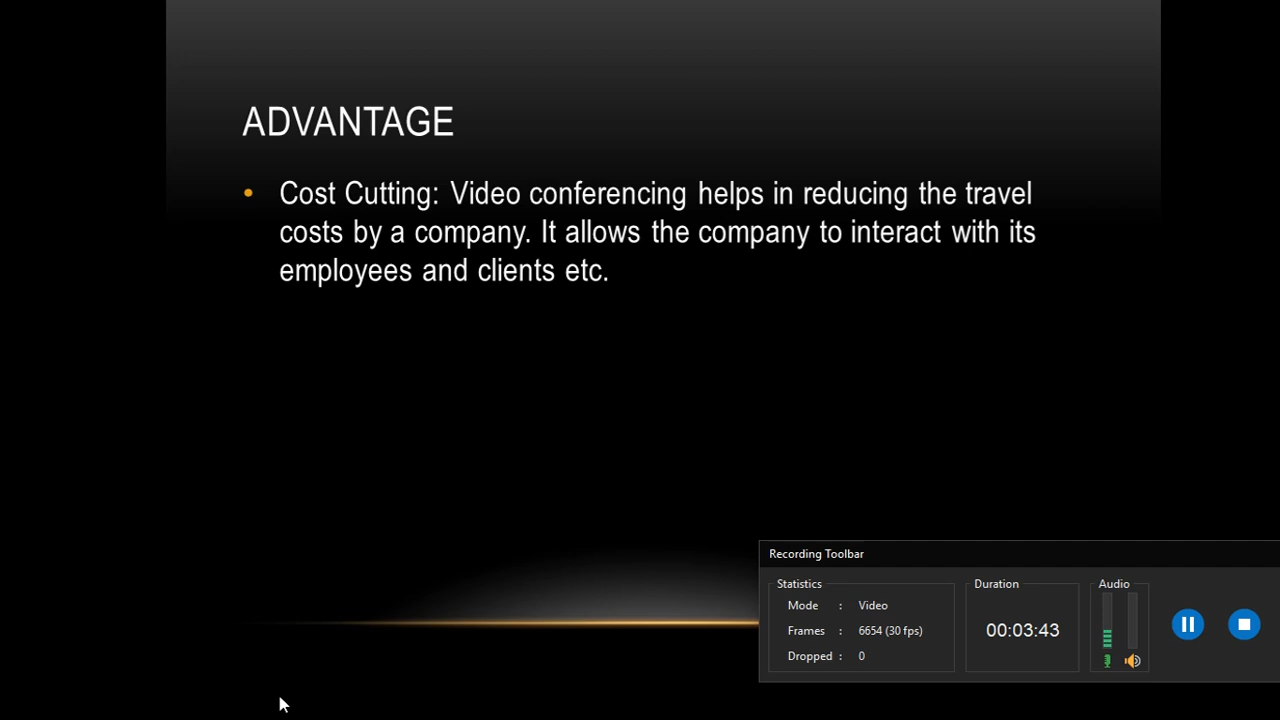 ADVANTAGE
• Cost Cutting: Video conferencing helps in reducing the travel
costs by a company. It allows the company to interact with its
employees and clients etc.
Recording Toolbar
Statistics
Mode : Video
Frames : 6654 (30 fps)
Dropped : 0
Duration
00:03:43
Audio